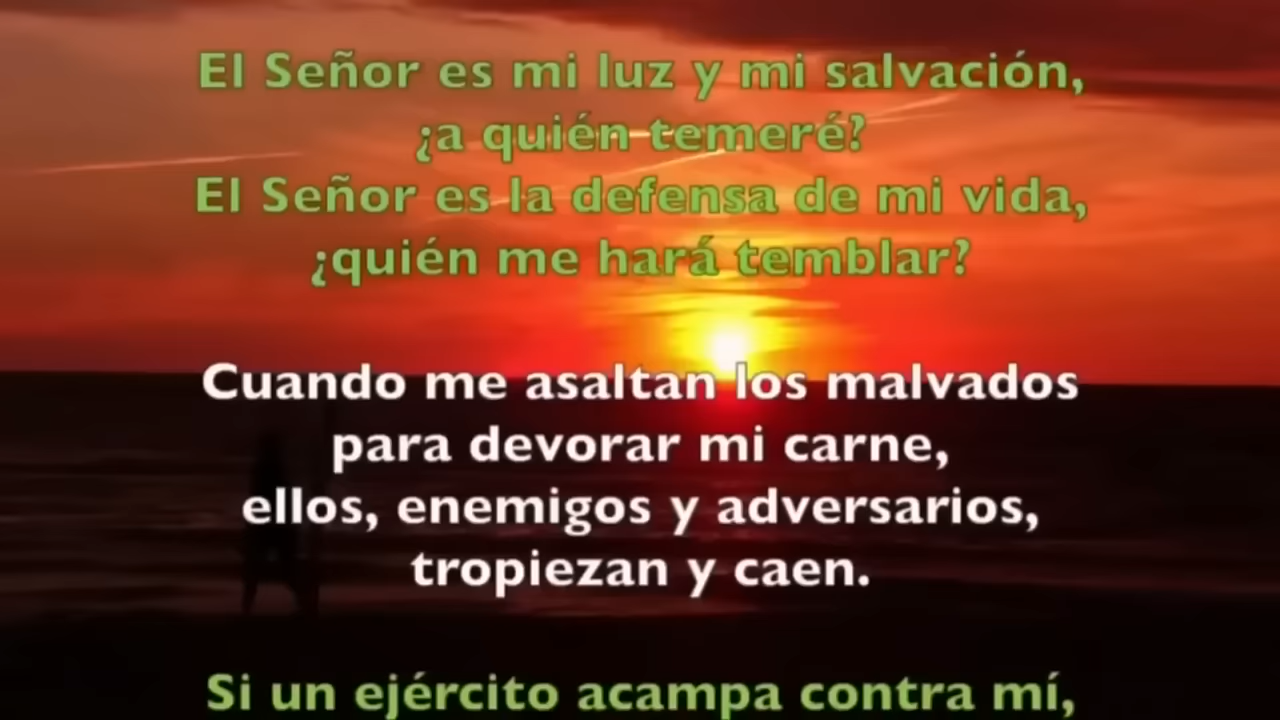 El Señor es mi luz y mi salvación,
¿a quién temeré?
El Señor es la defensa de mi vida,
¿quién me hará temblar?
Cuando me asaltan los malvados
para devorar mi carne,
ellos, enemigos y adversarios,
tropiezan y caen.
Si un ejército acampa contra mí,